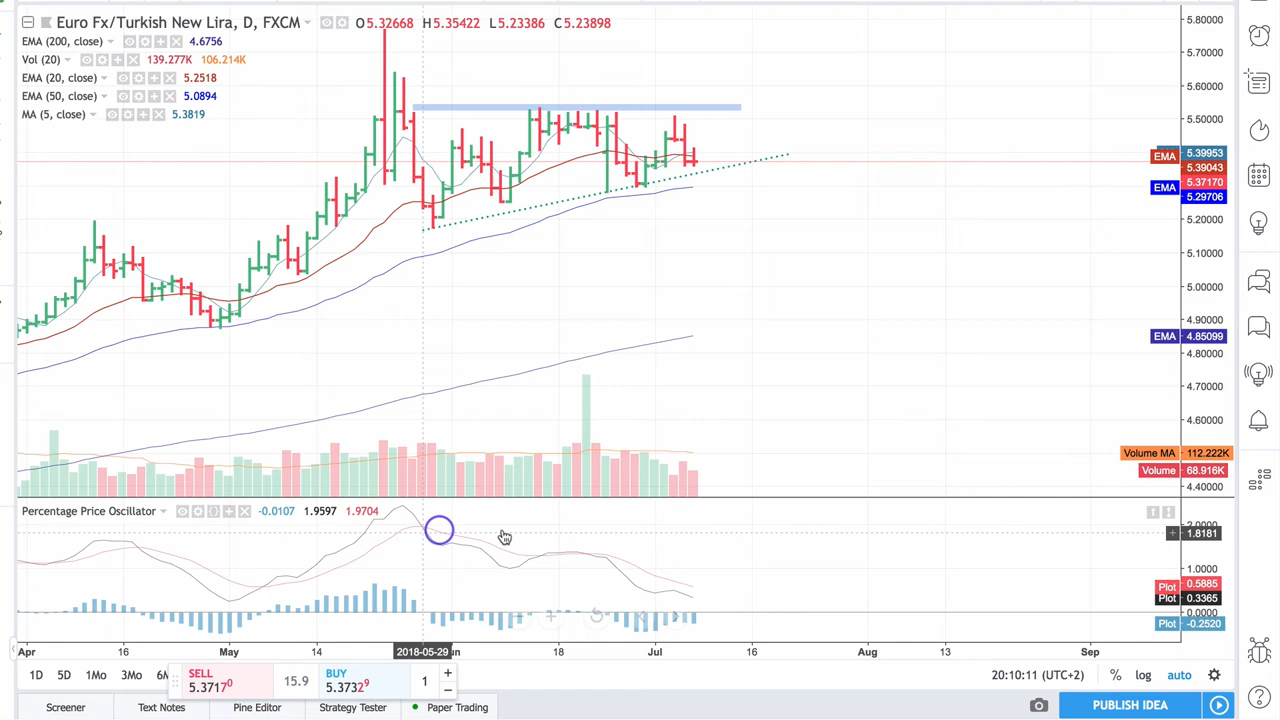 Euro Fx/Turkish New Lira, D, FXCM O5.32668 H5.35422 L5.23386 C5.23898
EMA (200, close) 4.6756
Vol (20) 139.277K 106.214K
EMA (20, close) 5.2518
EMA (50, close) 5.0894
MA (5, close) 5.3819
5.80000
5.70000
5.60000
5.50000
5.39953
EMA 5.39043
5.37170
EMA 5.29706
5.20000
5.10000
5.00000
4.90000
EMA 4.85099
4.80000
4.70000
4.60000
Volume MA 112.222K
Volume 68.916K
4.40000
Percentage Price Oscillator -0.0107 1.9597 1.9704
2.0000
+ 1.8181
1.0000
Plot 0.5885
Plot 0.3365
0.0000
Plot -0.2520
Apr 16 May 14 2018-05-29 18 Jul 16 Aug Sep
1D 5D 1Mo 3Mo
SELL
5.3717⁰
15.9
BUY
5.3732⁹
1
+
−
20:10:11 (UTC+2) % log auto
Screener Text Notes Pine Editor Strategy Tester Paper Trading PUBLISH IDEA